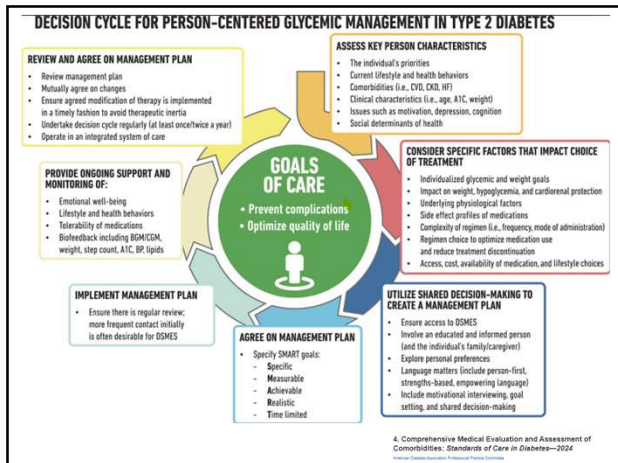 DECISION CYCLE FOR PERSON-CENTERED GLYCEMIC MANAGEMENT IN TYPE 2 DIABETES
REVIEW AND AGREE ON MANAGEMENT PLAN
• Review management plan
• Mutually agree on changes
• Ensure agreed modification of therapy is implemented
in a timely fashion to avoid therapeutic inertia
• Undertake decision cycle regularly (at least once/twice a year)
• Operate in an integrated system of care
ASSESS KEY PERSON CHARACTERISTICS
• The individual's priorities
• Current lifestyle and health behaviors
• Comorbidities (i.e., CVD, CKD, HF)
• Clinical characteristics (i.e., age, A1C, weight)
• Issues such as motivation, depression, cognition
• Social determinants of health
CONSIDER SPECIFIC FACTORS THAT IMPACT CHOICE
OF TREATMENT
• Individualized glycemic and weight goals
• Impact on weight, hypoglycemia, and cardiorenal protection
• Underlying physiological factors
• Side effect profiles of medications
• Complexity of regimen (i.e., frequency, mode of administration)
• Regimen choice to optimize medication use
and reduce treatment discontinuation
• Access, cost, availability of medication, and lifestyle choices
UTILIZE SHARED DECISION-MAKING TO
CREATE A MANAGEMENT PLAN
• Ensure access to DSMES
• Involve an educated and informed person
(and the individual's family/caregiver)
• Explore personal preferences
• Language matters (include person-first,
strengths-based, empowering language)
• Include motivational interviewing, goal
setting, and shared decision-making
AGREE ON MANAGEMENT PLAN
• Specify SMART goals:
- Specific
- Measurable
- Achievable
- Realistic
- Time limited
IMPLEMENT MANAGEMENT PLAN
• Ensure there is regular review;
more frequent contact initially
is often desirable for DSMES
PROVIDE ONGOING SUPPORT AND
MONITORING OF:
• Emotional well-being
• Lifestyle and health behaviors
• Tolerability of medications
• Biofeedback including BGM/CGM,
weight, step count, A1C, BP, lipids
GOALS
OF CARE
• Prevent complications
• Optimize quality of life
4. Comprehensive Medical Evaluation and Assessment of
Comorbidities: Standards of Care in Diabetes—2024
American Diabetes Association Professional Practice Committee